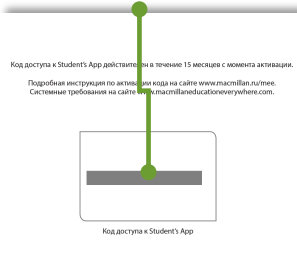 Код доступа к Student's App действителен в течение 15 месяцев с момента активации.
Подробная инструкция по активации кода на сайте www.macmillan.ru/mee.
Системные требования на сайте www.macmillaneducationeverywhere.com.
Код доступа к Student's App